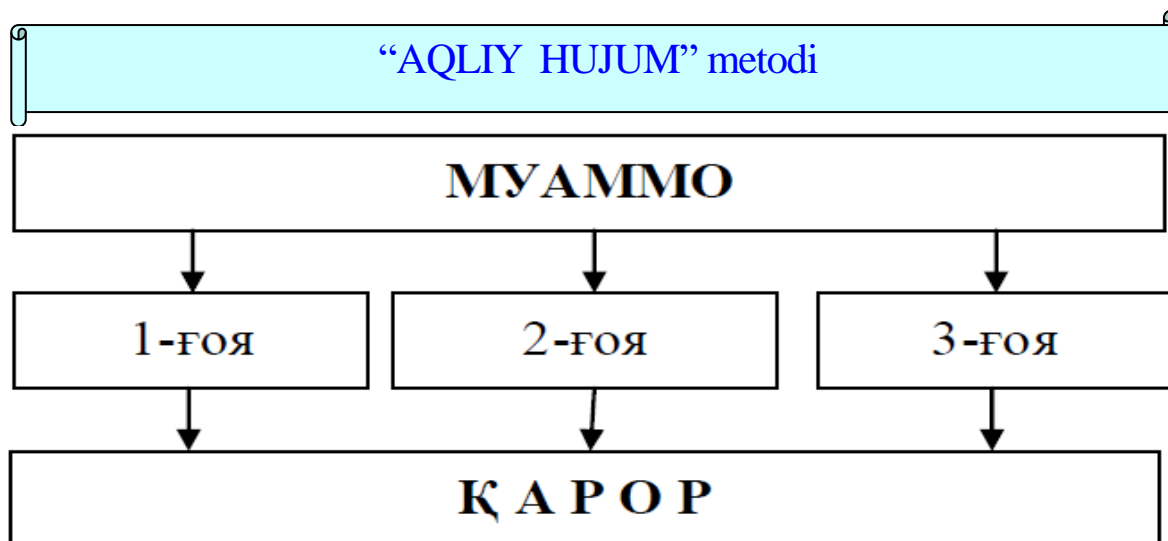 “AQLIY HUJUM” metodi
МУАММО
1-ғоя 2-ғоя 3-ғоя
Қ А Р О Р